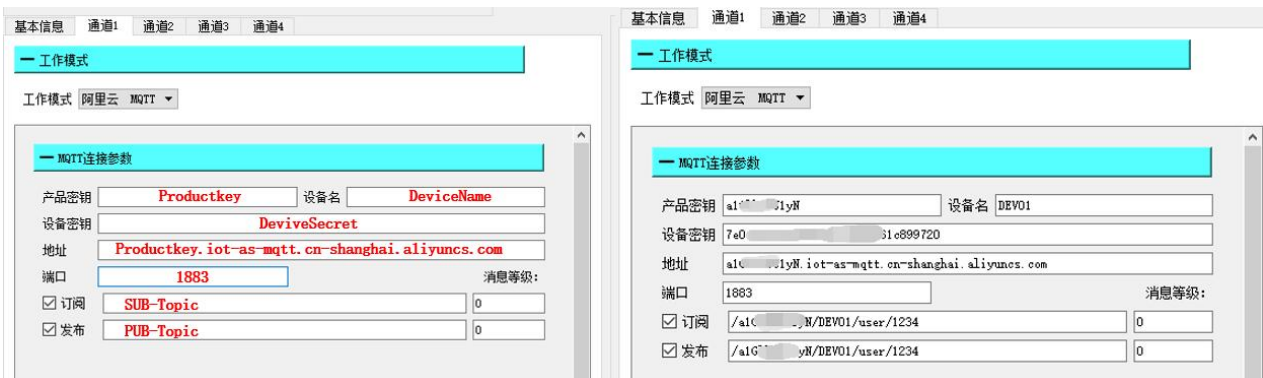 基本信息 通道1 通道2 通道3 通道4
一 工作模式
工作模式 阿里云 MQTT
一 MQTT连接参数
产品密钥 Productkey 设备名 DeviceName
设备密钥 DeviveSecret
地址 Productkey.iot-as-mqtt.cn-shanghai.aliyuncs.com
端口 1883 消息等级:
订阅 SUB-Topic 0
发布 PUB-Topic 0
基本信息 通道1 通道2 通道3 通道4
一 工作模式
工作模式 阿里云 MQTT
一 MQTT连接参数
产品密钥 设备名 DEV01
设备密钥
地址
端口 1883 消息等级:
订阅 0
发布 0